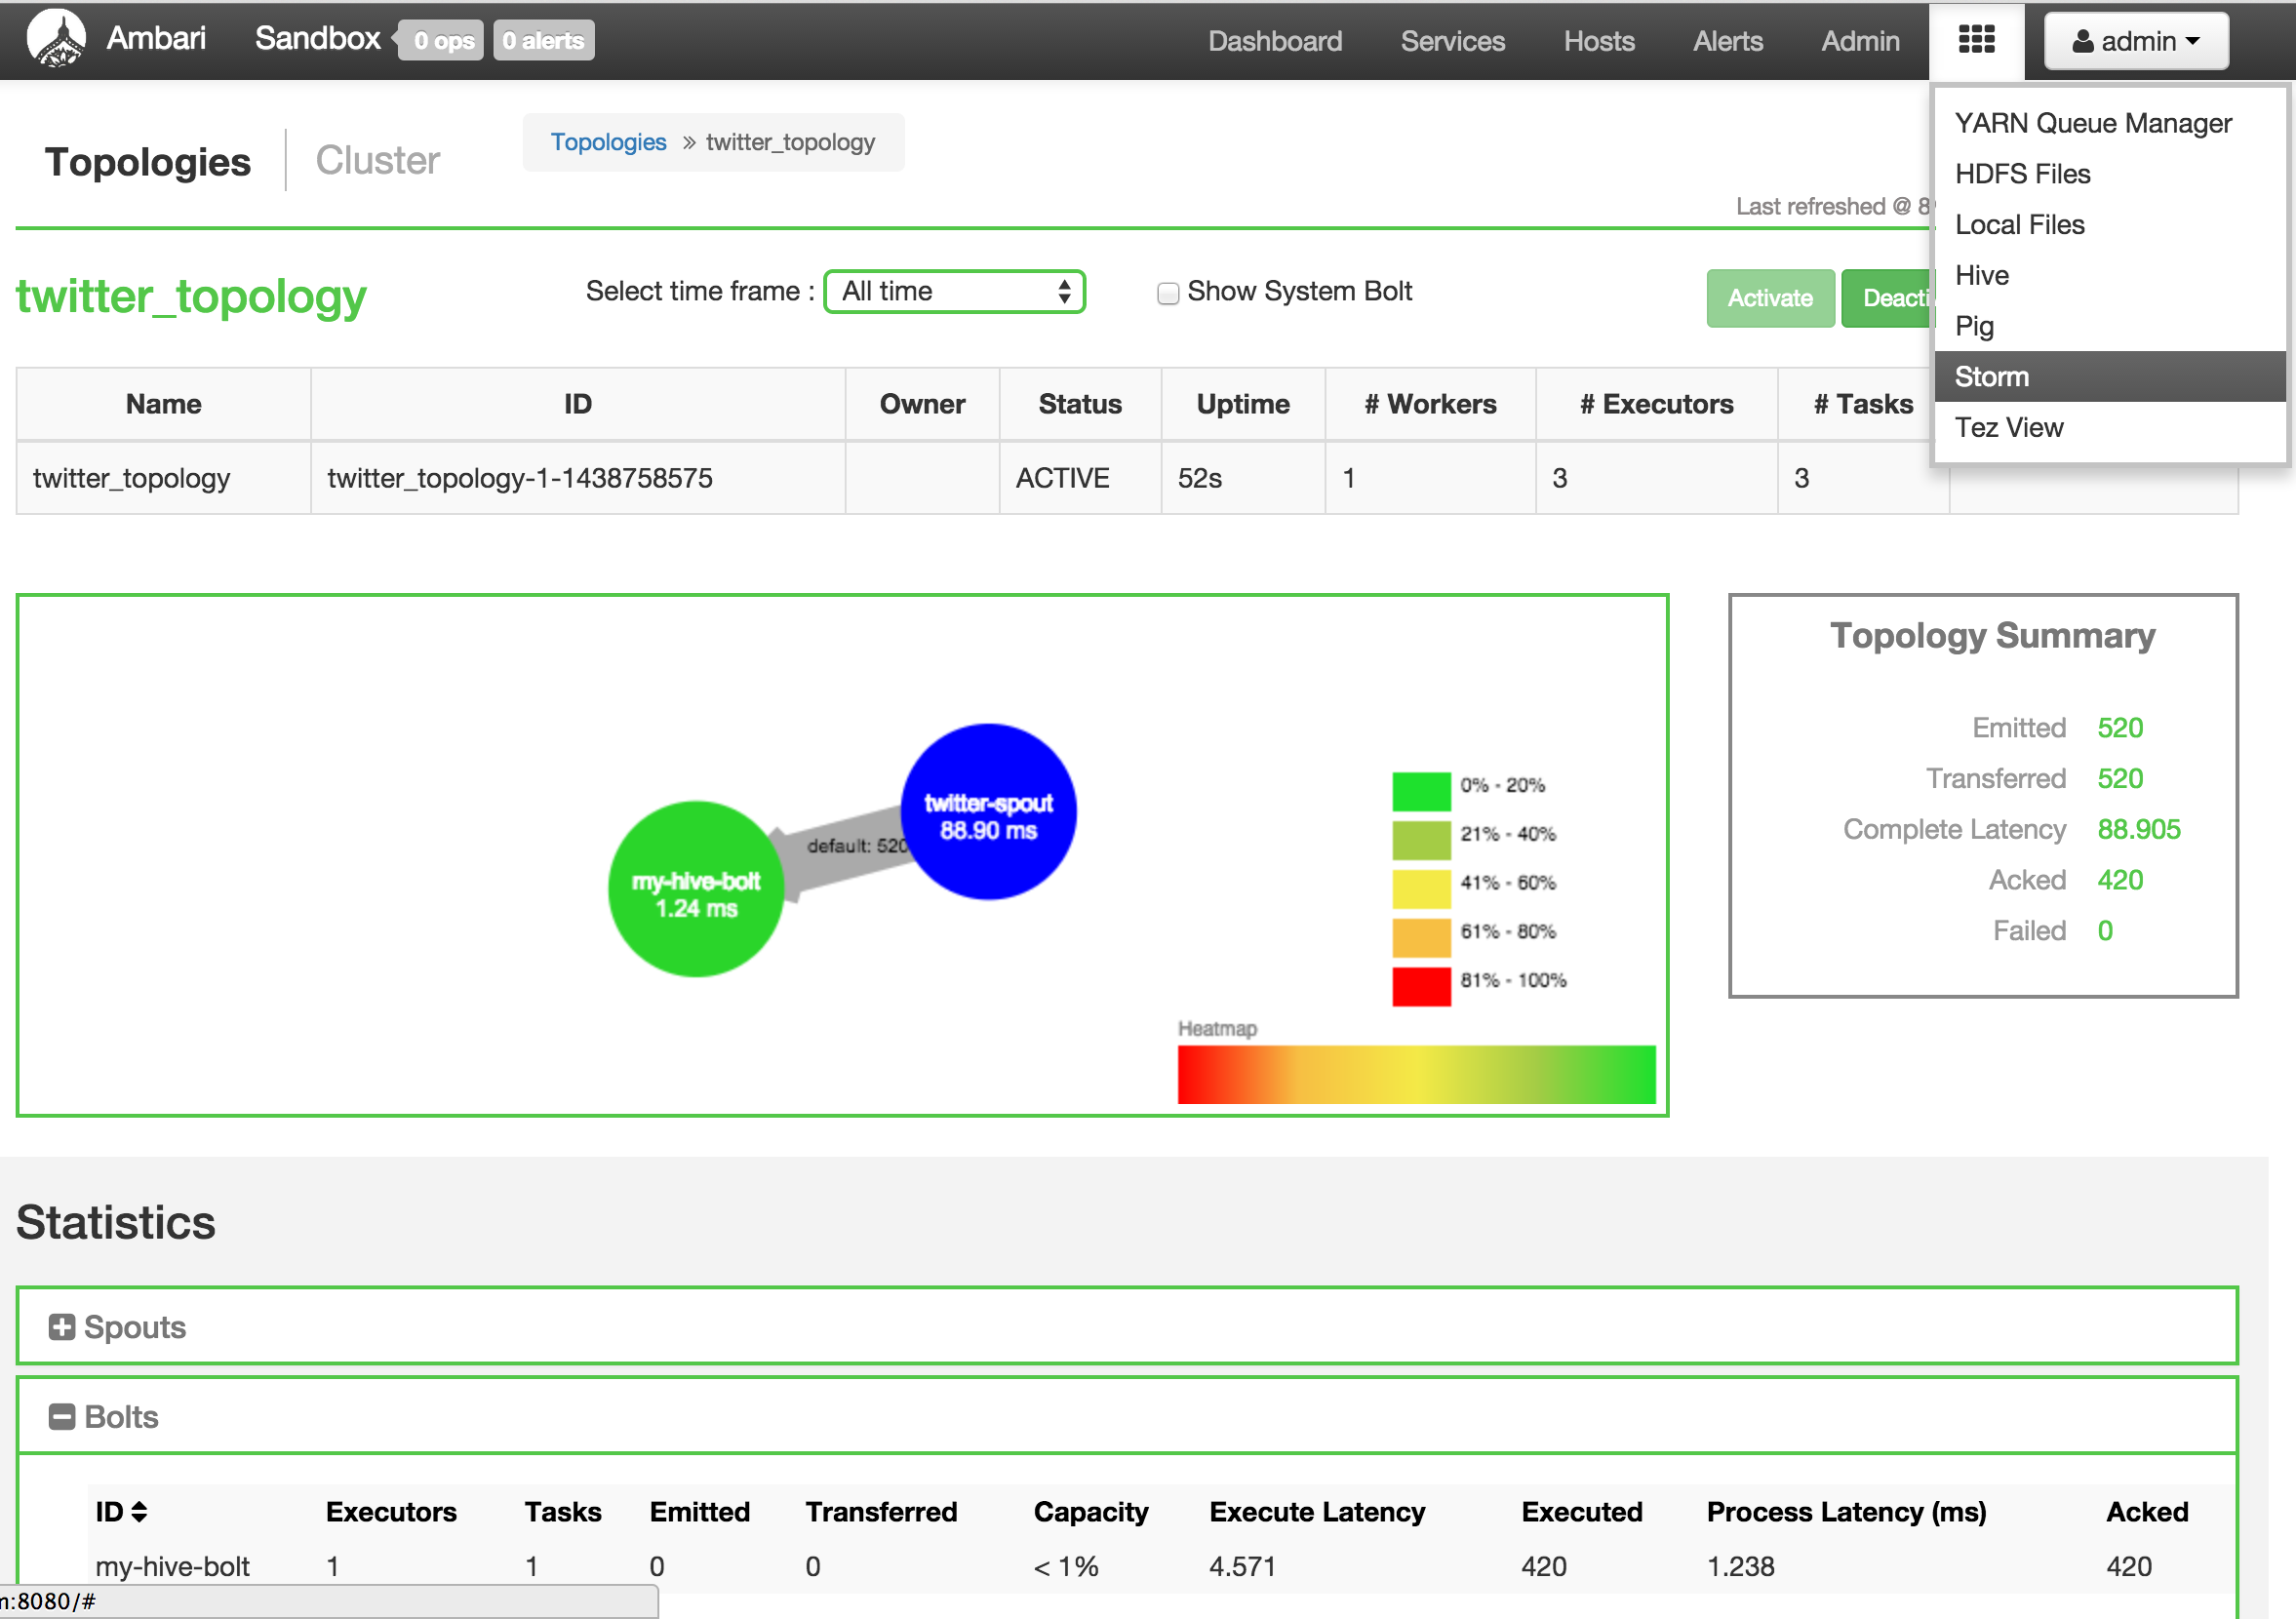 Ambari Sandbox 0 ops 0 alerts Dashboard Services Hosts Alerts Admin admin
YARN Queue Manager
HDFS Files
Local Files
Hive
Pig
Storm
Tez View
Topologies Cluster Topologies » twitter_topology
Last refreshed @ 8
twitter_topology Select time frame : All time Show System Bolt Activate Deacti
Name ID Owner Status Uptime # Workers # Executors # Tasks
twitter_topology twitter_topology-1-1438758575 ACTIVE 52s 1 3 3
twitter-spout
88.90 ms
default: 520
my-hive-bolt
1.24 ms
0% - 20%
21% - 40%
41% - 60%
61% - 80%
81% - 100%
Heatmap
Topology Summary
Emitted 520
Transferred 520
Complete Latency 88.905
Acked 420
Failed 0
Statistics
Spouts
Bolts
ID Executors Tasks Emitted Transferred Capacity Execute Latency Executed Process Latency (ms) Acked
my-hive-bolt 1 1 0 0 < 1% 4.571 420 1.238 420
:8080/#